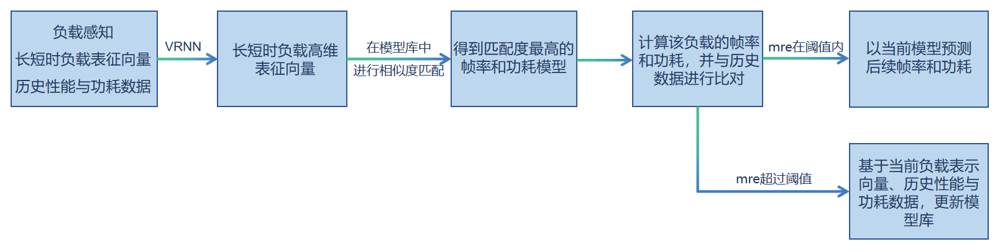 负载感知
长短时负载表征向量
历史性能与功耗数据
VRNN
长短时负载高维
表征向量
在模型库中
进行相似度匹配
得到匹配度最高的
帧率和功耗模型
计算该负载的帧率
和功耗，并与历史
数据进行比对
mre在阈值内
以当前模型预测
后续帧率和功耗
mre超过阈值
基于当前负载表示
向量、历史性能与
功耗数据，更新模
型库